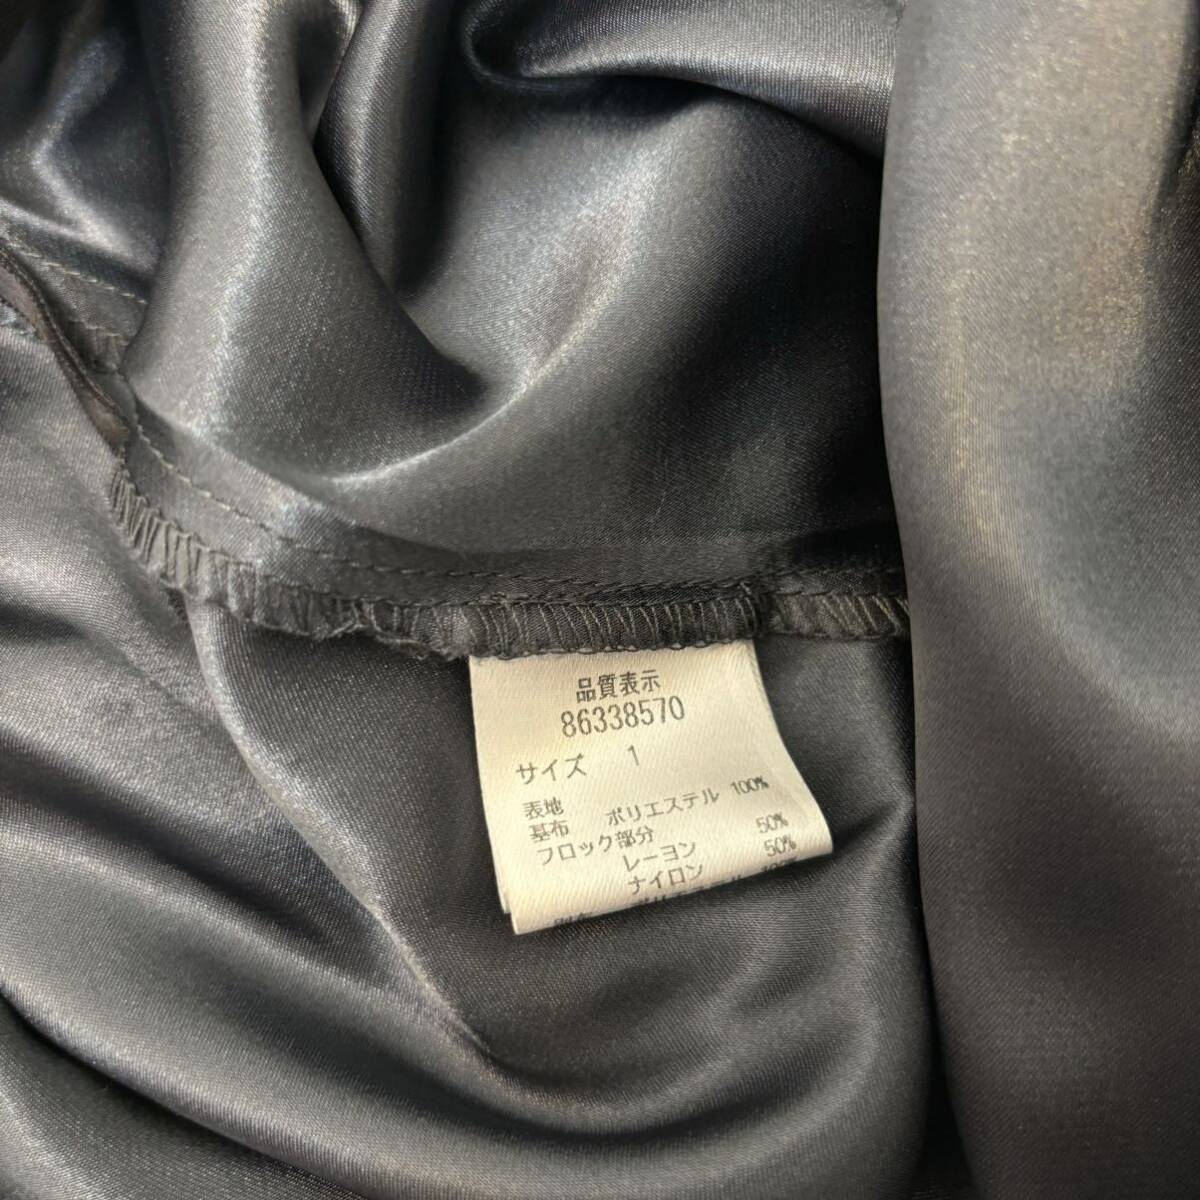 品質表示
86338570
サイズ 1
表地
基布 ポリエステル 100%
フロック部分
レーヨン 50%
ナイロン 50%